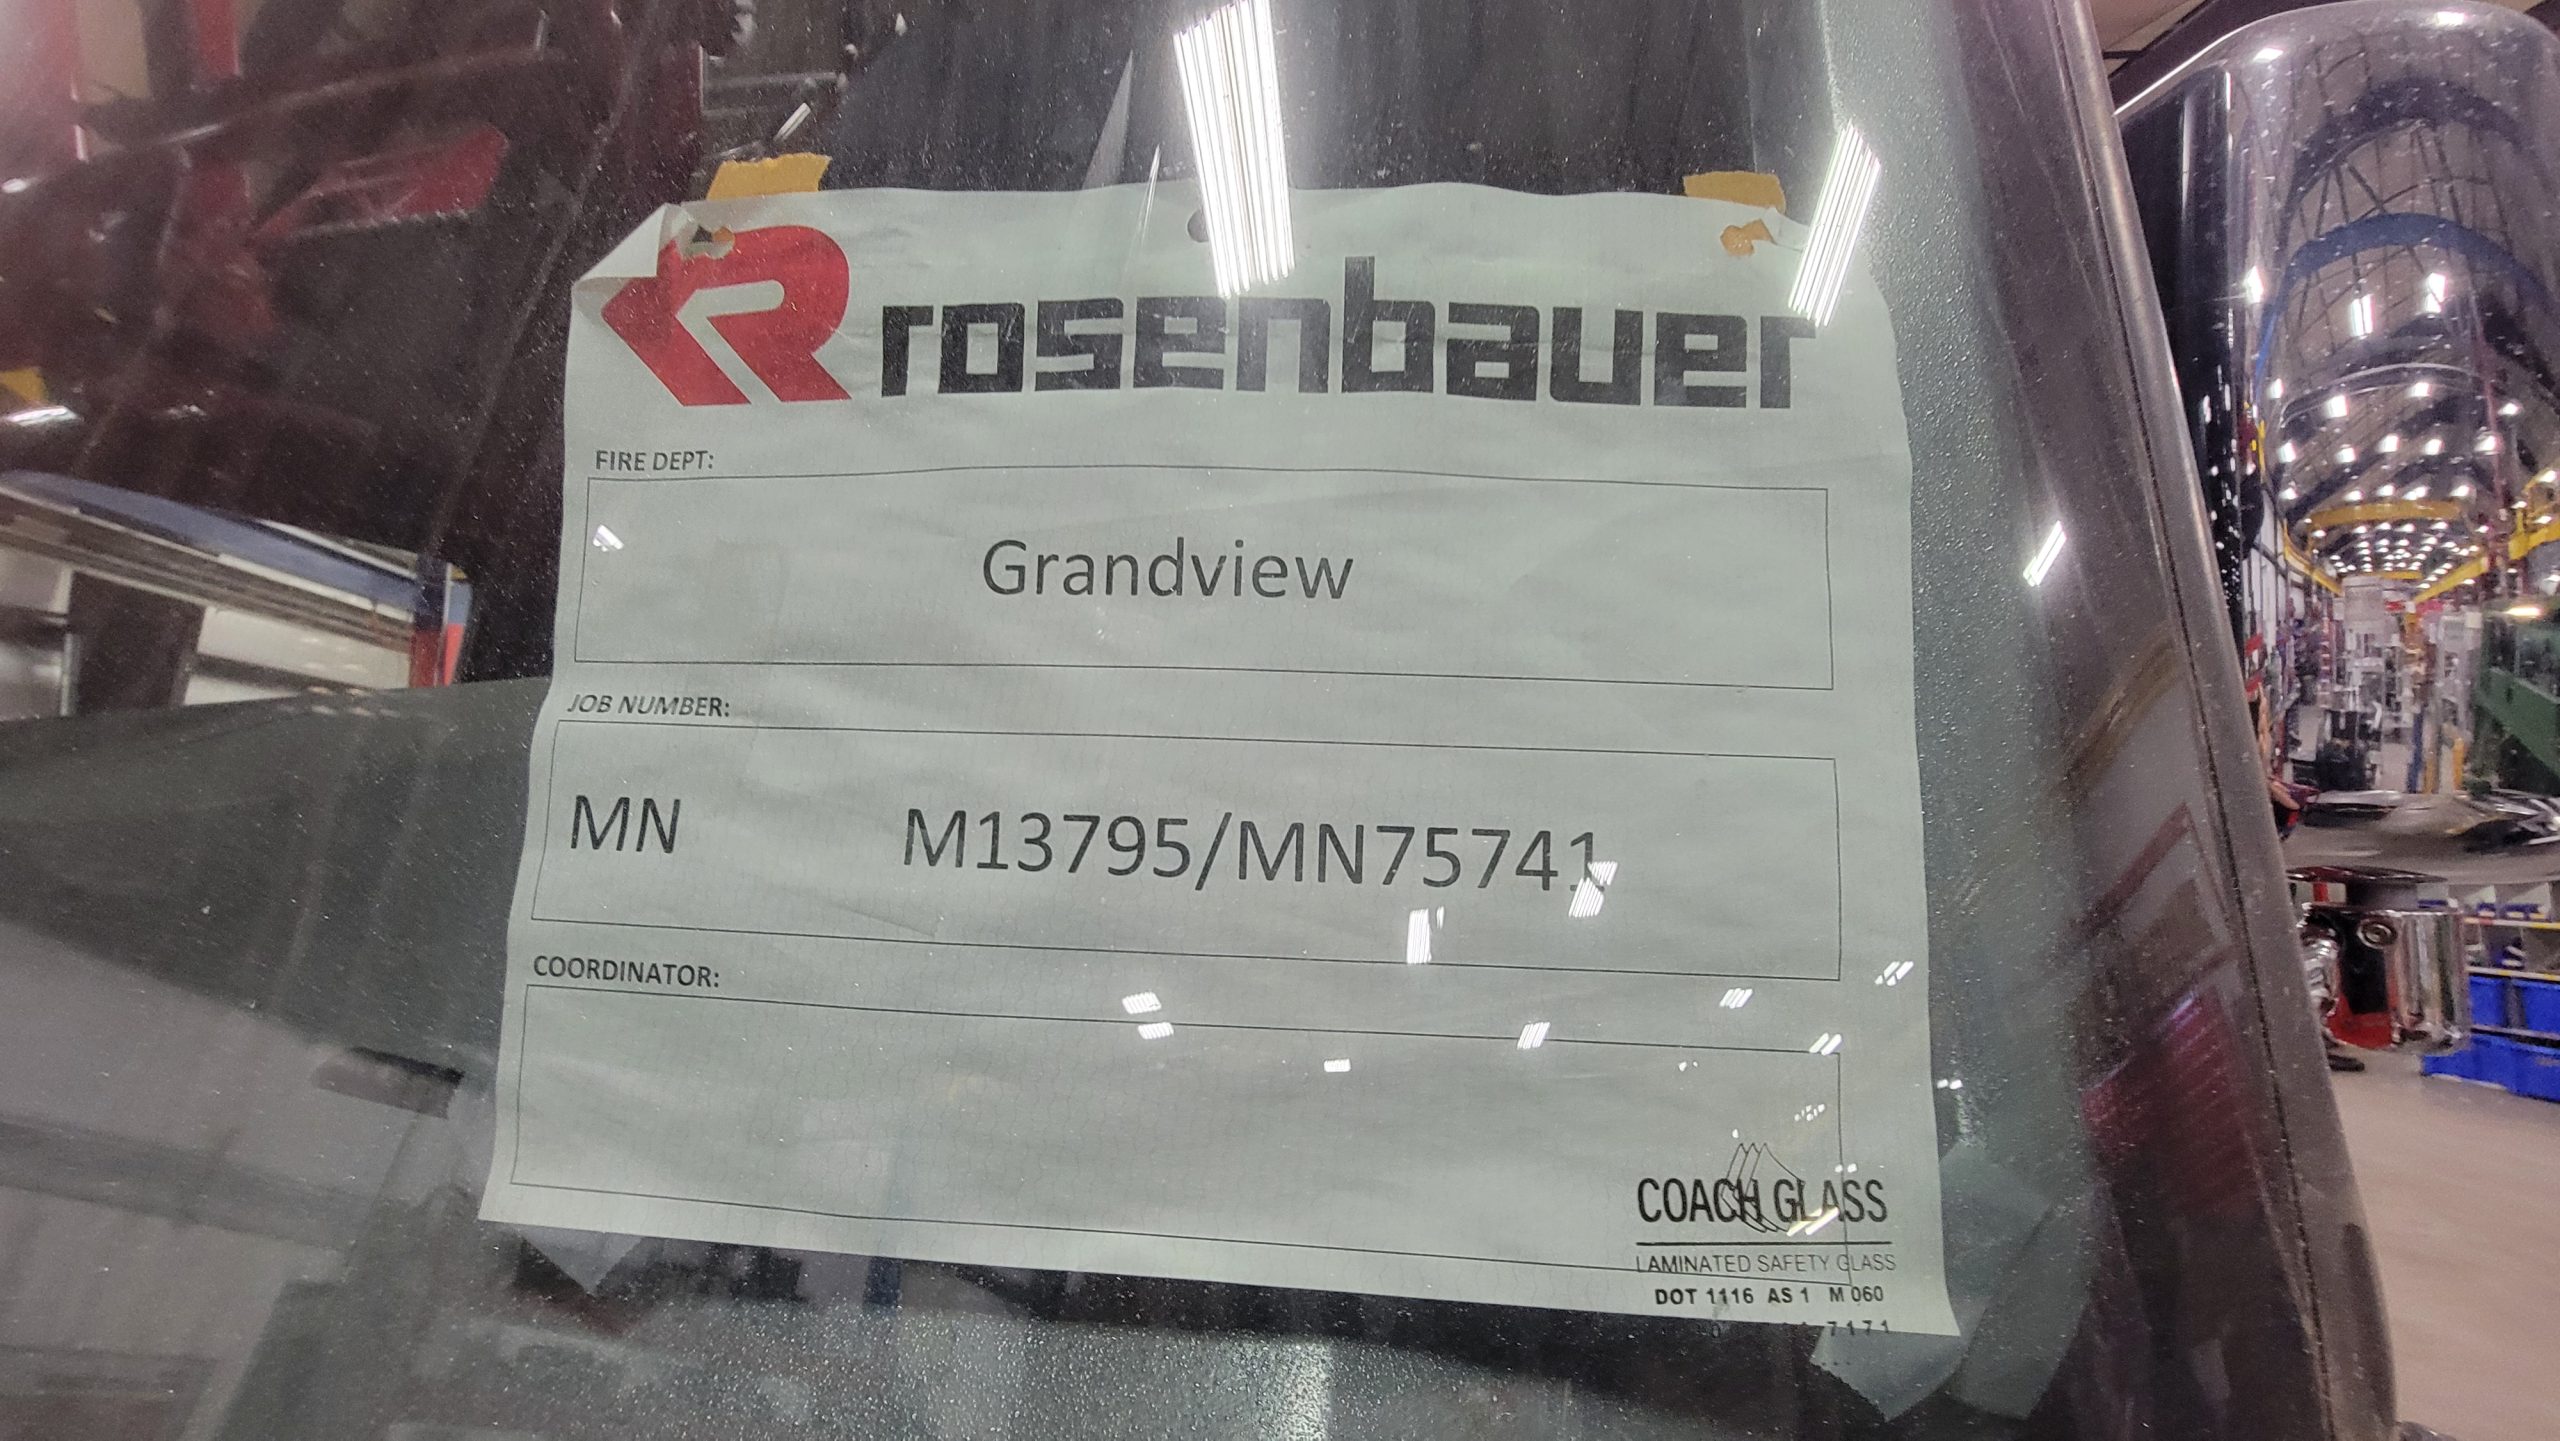 rosenbauer
FIRE DEPT:
Grandview
JOB NUMBER:
MN M13795/MN75741
COORDINATOR:
COACH GLASS
LAMINATED SAFETY GLASS
DOT 1116 AS 1 M 060